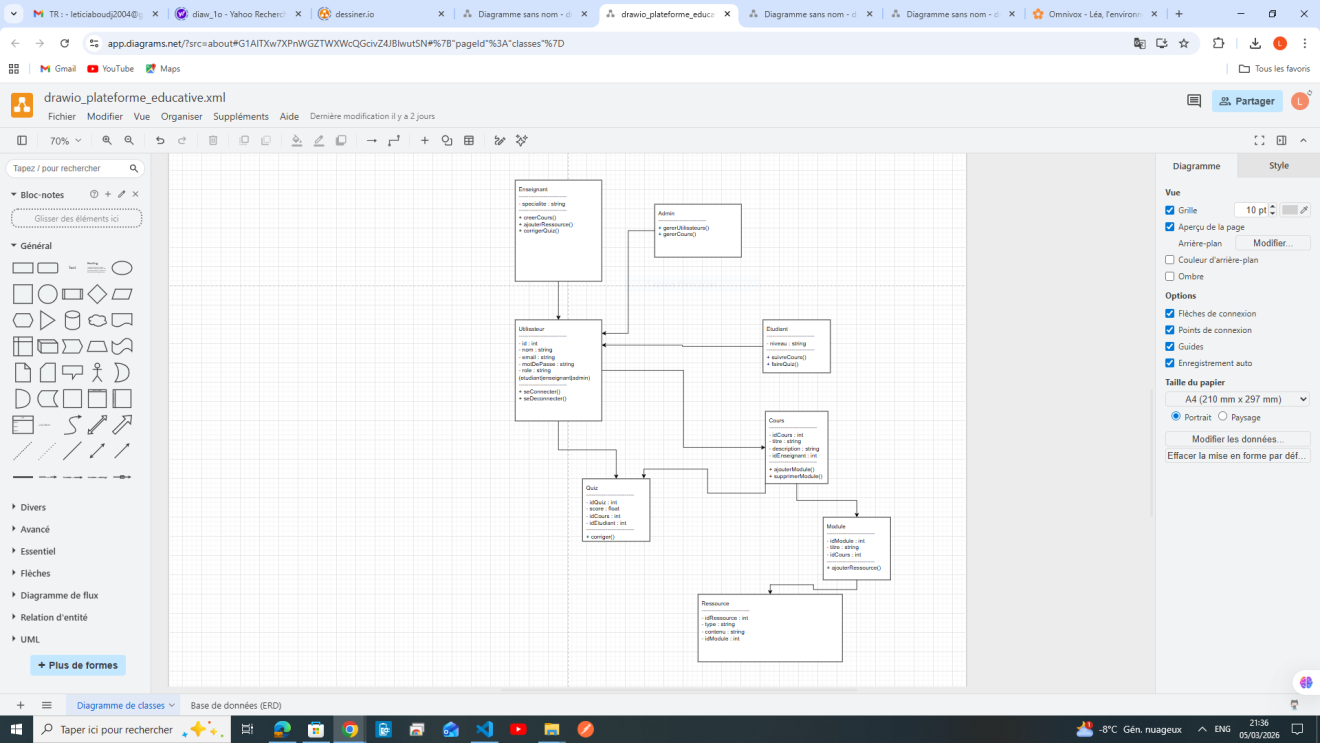 TR : - leticiaboudj2004@g
diaw_1o - Yahoo Recherch
dessiner.io
Diagramme sans nom - d
drawio_plateforme_educa
Diagramme sans nom - d
Diagramme sans nom - d
Omnivox - Léa, l'environn
app.diagrams.net/?src=about#G1AlTXw7XPnWGZTWXWcQGcivZ4JBlwutSN#%7B"pageId"%3A"classes"%7D
Gmail
YouTube
Maps
Tous les favoris
drawio_plateforme_educative.xml
Fichier Modifier Vue Organiser Suppléments Aide Dernière modification il y a 2 jours
Partager
L
70%
Tapez / pour rechercher
Bloc-notes
Glisser des éléments ici
Général
Text
Divers
Avancé
Essentiel
Flèches
Diagramme de flux
Relation d'entité
UML
+ Plus de formes
Enseignant
- specialite : string
+ creerCours()
+ ajouterRessource()
+ corrigerQuiz()
Admin
+ gererUtilisateurs()
+ gererCours()
Utilisateur
- id : int
- nom : string
- email : string
- motDePasse : string
- role : string
(etudiant|enseignant|admin)
+ seConnecter()
+ seDeconnecter()
Etudiant
- niveau : string
+ suivreCours()
+ faireQuiz()
Cours
- idCours : int
- titre : string
- description : string
- idEnseignant : int
+ ajouterModule()
+ supprimerModule()
Quiz
- idQuiz : int
- score : float
- idCours : int
- idEtudiant : int
+ corriger()
Module
- idModule : int
- titre : string
- idCours : int
+ ajouterRessource()
Ressource
- idRessource : int
- type : string
- contenu : string
- idModule : int
Diagramme
Style
Vue
Grille
10 pt
Aperçu de la page
Arrière-plan
Modifier...
Couleur d'arrière-plan
Ombre
Options
Flèches de connexion
Points de connexion
Guides
Enregistrement auto
Taille du papier
A4 (210 mm x 297 mm)
Portrait
Paysage
Modifier les données...
Effacer la mise en forme par déf...
Diagramme de classes
Base de données (ERD)
Taper ici pour rechercher
-8°C Gén. nuageux
ENG
21:36
05/03/2026